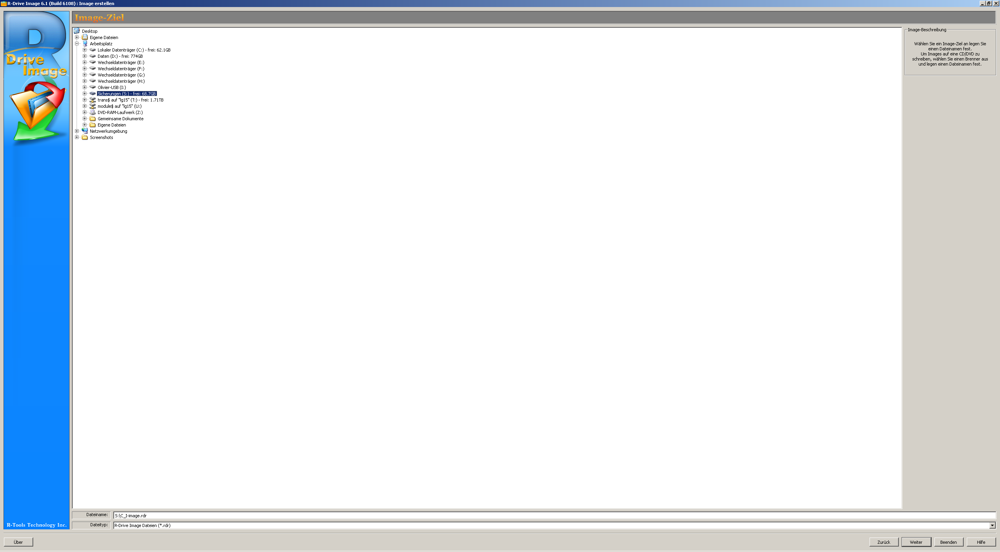 R-Drive Image 6.1 (Build 6108) : Image erstellen
Drive
Image
R-Tools Technology Inc.
Image-Ziel
Desktop
Eigene Dateien
Arbeitsplatz
Lokaler Datenträger (C:) - frei: 62.1GB
Daten (D:) - frei: 774GB
Wechseldatenträger (E:)
Wechseldatenträger (F:)
Wechseldatenträger (G:)
Wechseldatenträger (H:)
Olivier-USB (I:)
Sicherungen (S:) - frei: 68.7GB
trans$ auf "lg15" (T:) - frei: 1.71TB
module$ auf "lg15" (U:)
DVD-RAM-Laufwerk (Z:)
Gemeinsame Dokumente
Eigene Dateien
Netzwerkumgebung
Screenshots
Image-Beschreibung
Wählen Sie ein Image-Ziel an legen Sie
einen Dateinamen fest.
Um Images auf eine CD/DVD zu
schreiben, wählen Sie einen Brenner aus
und legen einen Dateinamen fest.
Dateiname: S:\C_I-image.rdr
Dateityp: R-Drive Image Dateien (*.rdr)
Über Zurück Weiter Beenden Hilfe